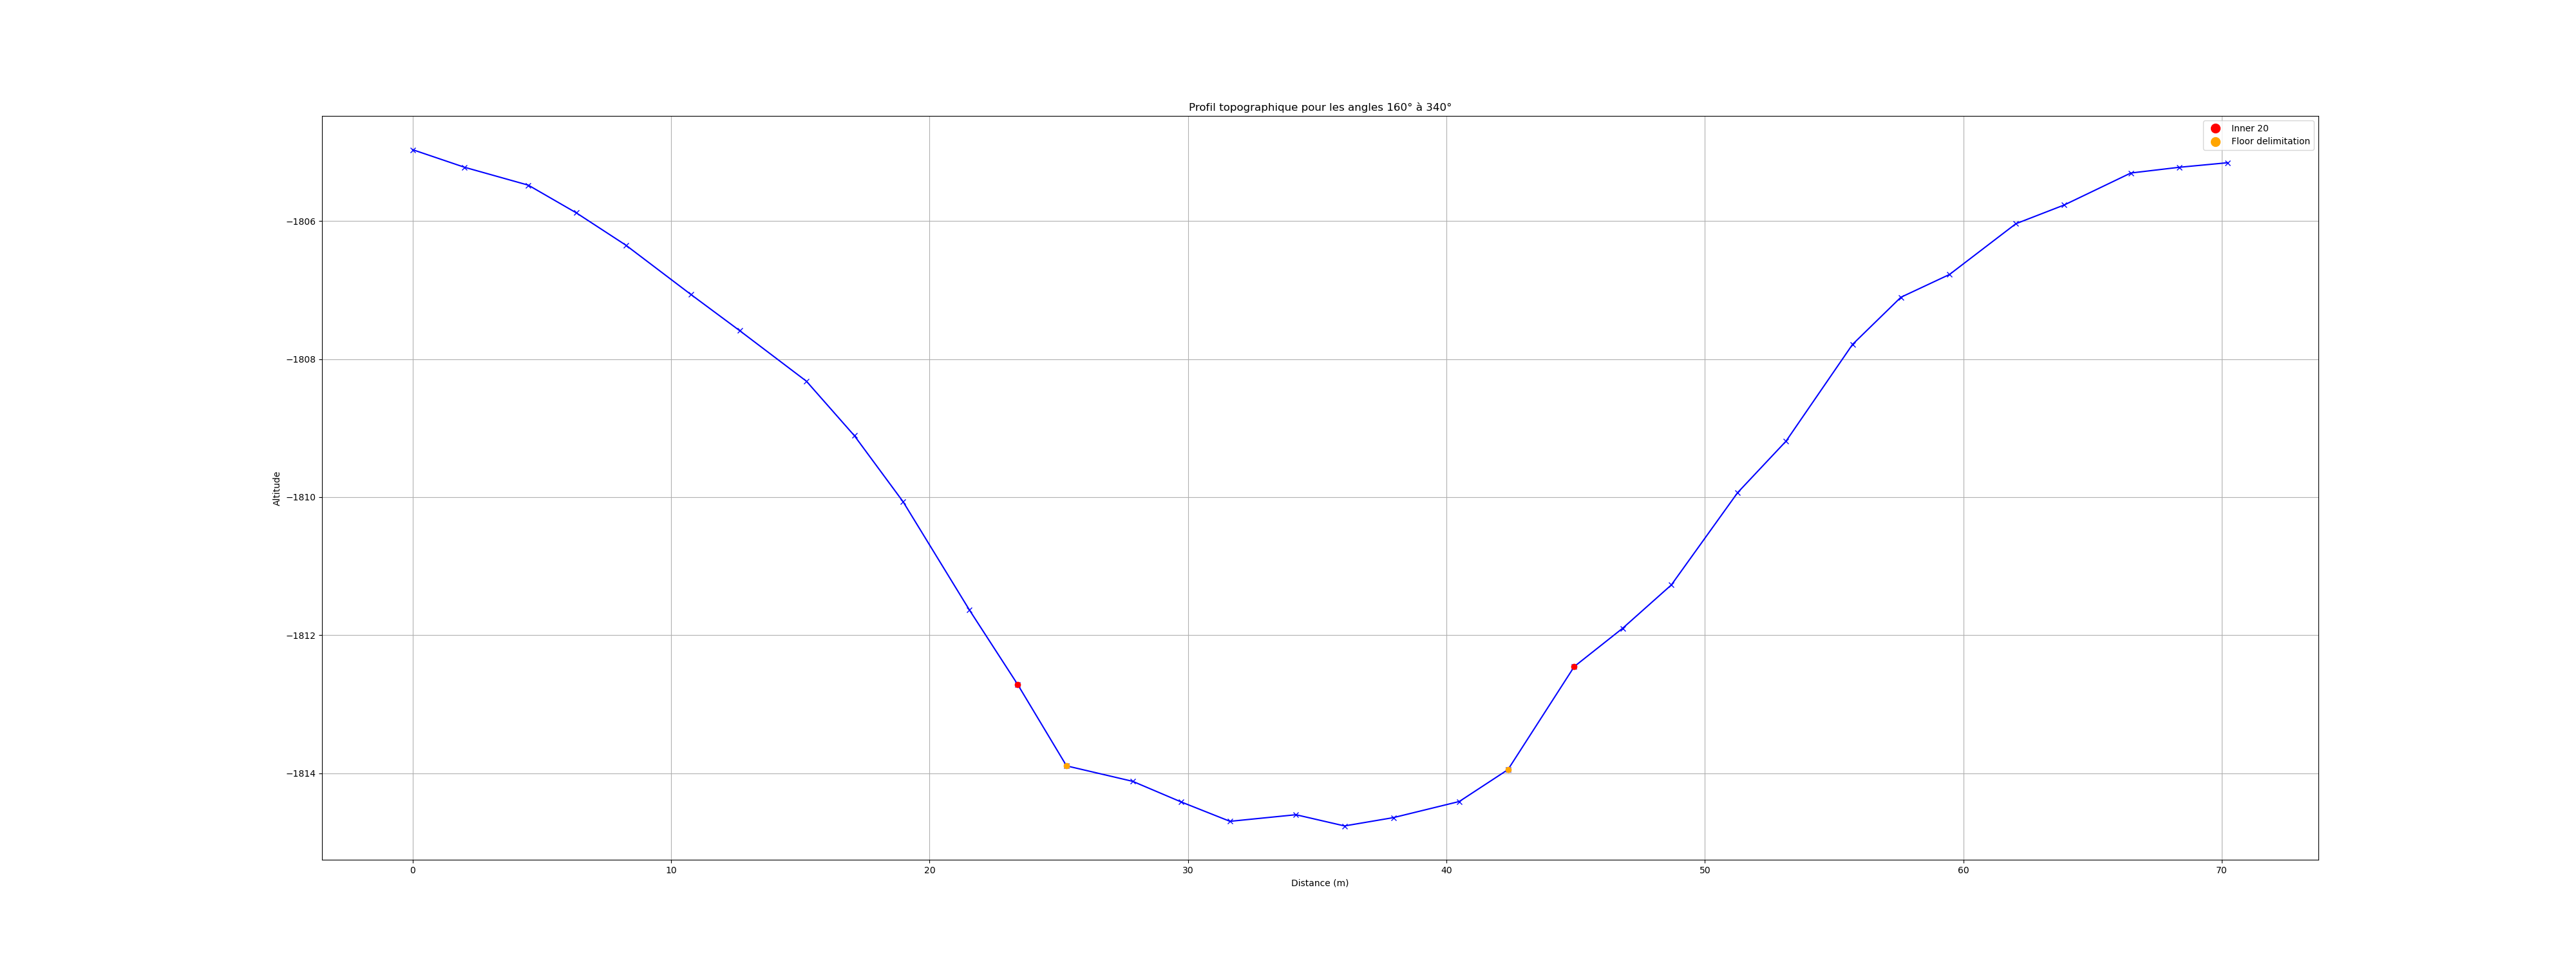 Profil topographique pour les angles 160° à 340°
Inner 20
Floor delimitation
−1806
−1808
−1810
−1812
−1814
Altitude
0 10 20 30 40 50 60 70
Distance (m)